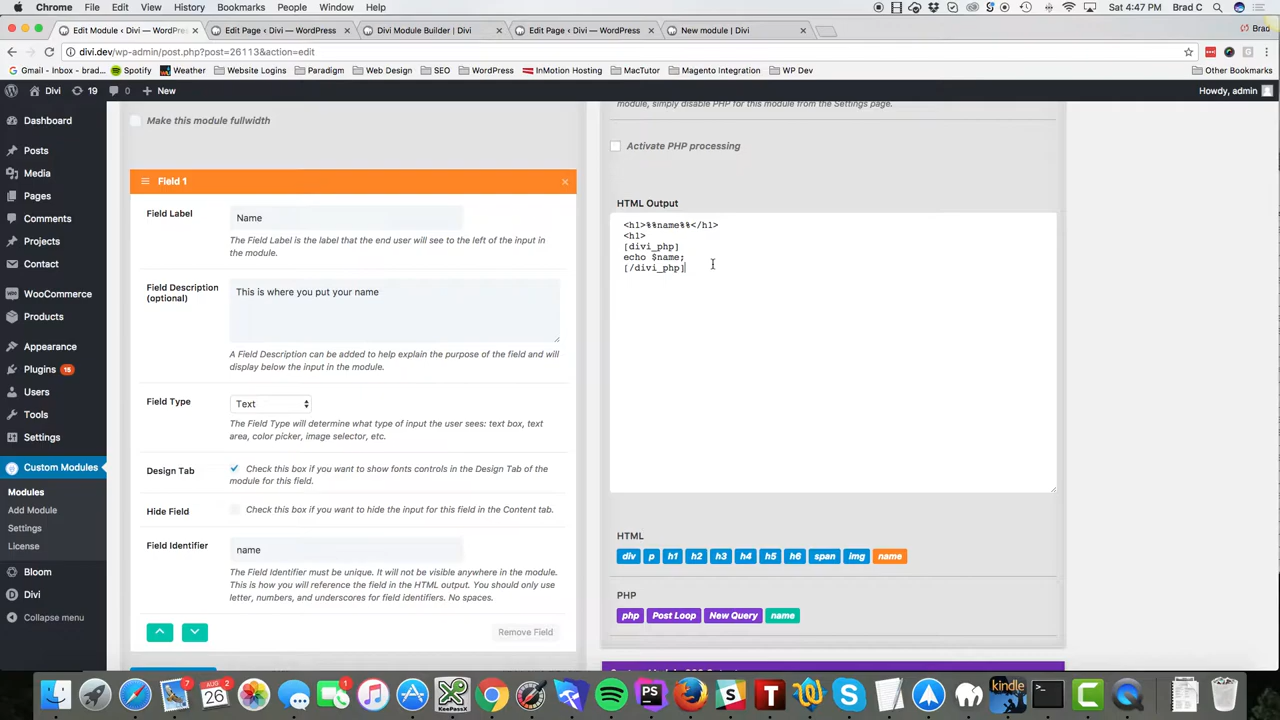 Chrome File Edit View History Bookmarks People Window Help Sat 4:47 PM Brad C
Edit Module ‹ Divi — WordPres
Edit Page ‹ Divi — WordPress
Divi Module Builder | Divi
Edit Page ‹ Divi — WordPress
New module | Divi
Brad
divi.dev/wp-admin/post.php?post=26113&action=edit
Gmail - Inbox - brad... Spotify Weather Website Logins Paradigm Web Design SEO WordPress InMotion Hosting MacTutor Magento Integration WP Dev Other Bookmarks
Divi 19 0 New Howdy, admin
Dashboard
Posts
Media
Pages
Comments
Projects
Contact
WooCommerce
Products
Appearance
Plugins 15
Users
Tools
Settings
Custom Modules
Modules
Add Module
Settings
License
Bloom
Divi
Collapse menu
Make this module fullwidth
Field 1
Field Label
Name
The Field Label is the label that the end user will see to the left of the input in
the module.
Field Description
(optional)
This is where you put your name
A Field Description can be added to help explain the purpose of the field and will
display below the input in the module.
Field Type
Text
The Field Type will determine what type of input the user sees: text box, text
area, color picker, image selector, etc.
Design Tab
Check this box if you want to show fonts controls in the Design Tab of the
module for this field.
Hide Field
Check this box if you want to hide the input for this field in the Content tab.
Field Identifier
name
The Field Identifier must be unique. It will not be visible anywhere in the module.
This is how you will reference the field in the HTML output. You should only use
letter, numbers, and underscores for field identifiers. No spaces.
Remove Field
module, simply disable PHP for this module from the Settings page.
Activate PHP processing
HTML Output
<h1>%%name%%</h1>
<h1>
[divi_php]
echo $name;
[/divi_php]
HTML
div p h1 h2 h3 h4 h5 h6 span img name
PHP
php Post Loop New Query name
7
AUG 2
26
1
PS
T
kindle